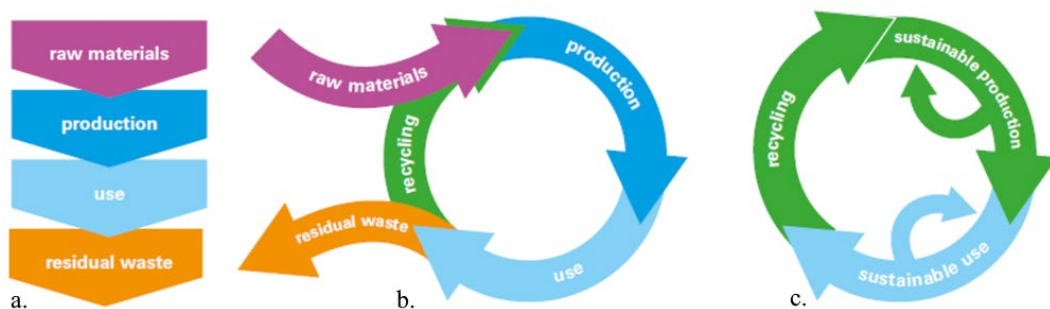 raw materials
production
use
residual waste
a.
raw materials
production
recycling
residual waste
use
b.
sustainable production
recycling
sustainable use
c.